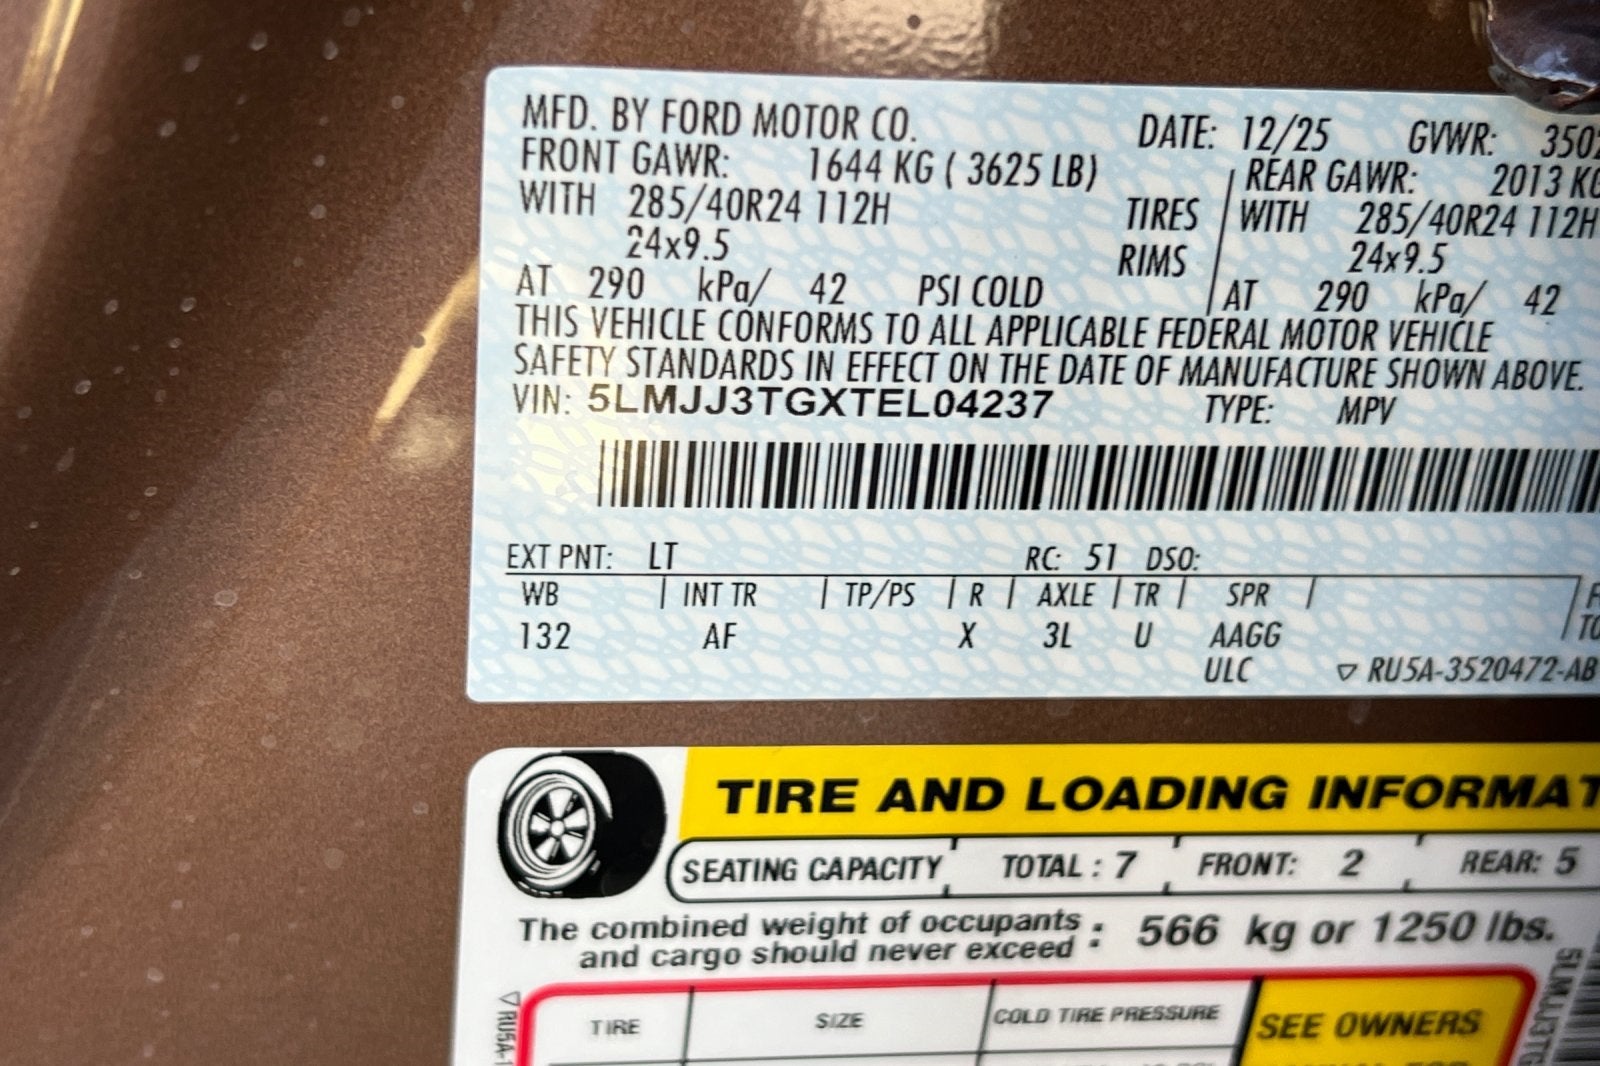 MFD. BY FORD MOTOR CO.
DATE: 12/25 GVWR: 350
FRONT GAWR: 1644 KG ( 3625 LB)
REAR GAWR: 2013 KG
WITH 285/40R24 112H TIRES WITH 285/40R24 112H
24x9.5 RIMS 24x9.5
AT 290 kPa/ 42 PSI COLD AT 290 kPa/ 42
THIS VEHICLE CONFORMS TO ALL APPLICABLE FEDERAL MOTOR VEHICLE
SAFETY STANDARDS IN EFFECT ON THE DATE OF MANUFACTURE SHOWN ABOVE.
VIN: 5LMJJ3TGXTEL04237 TYPE: MPV
EXT PNT: LT RC: 51 DSO:
WB INT TR TP/PS R AXLE TR SPR
132 AF X 3L U AAGG
ULC ▽ RU5A-3520472-AB
TIRE AND LOADING INFORMAT
SEATING CAPACITY TOTAL : 7 FRONT: 2 REAR: 5
The combined weight of occupants
and cargo should never exceed : 566 kg or 1250 lbs.
TIRE SIZE COLD TIRE PRESSURE SEE OWNERS
▽RU5A-
5LMJJ3TG